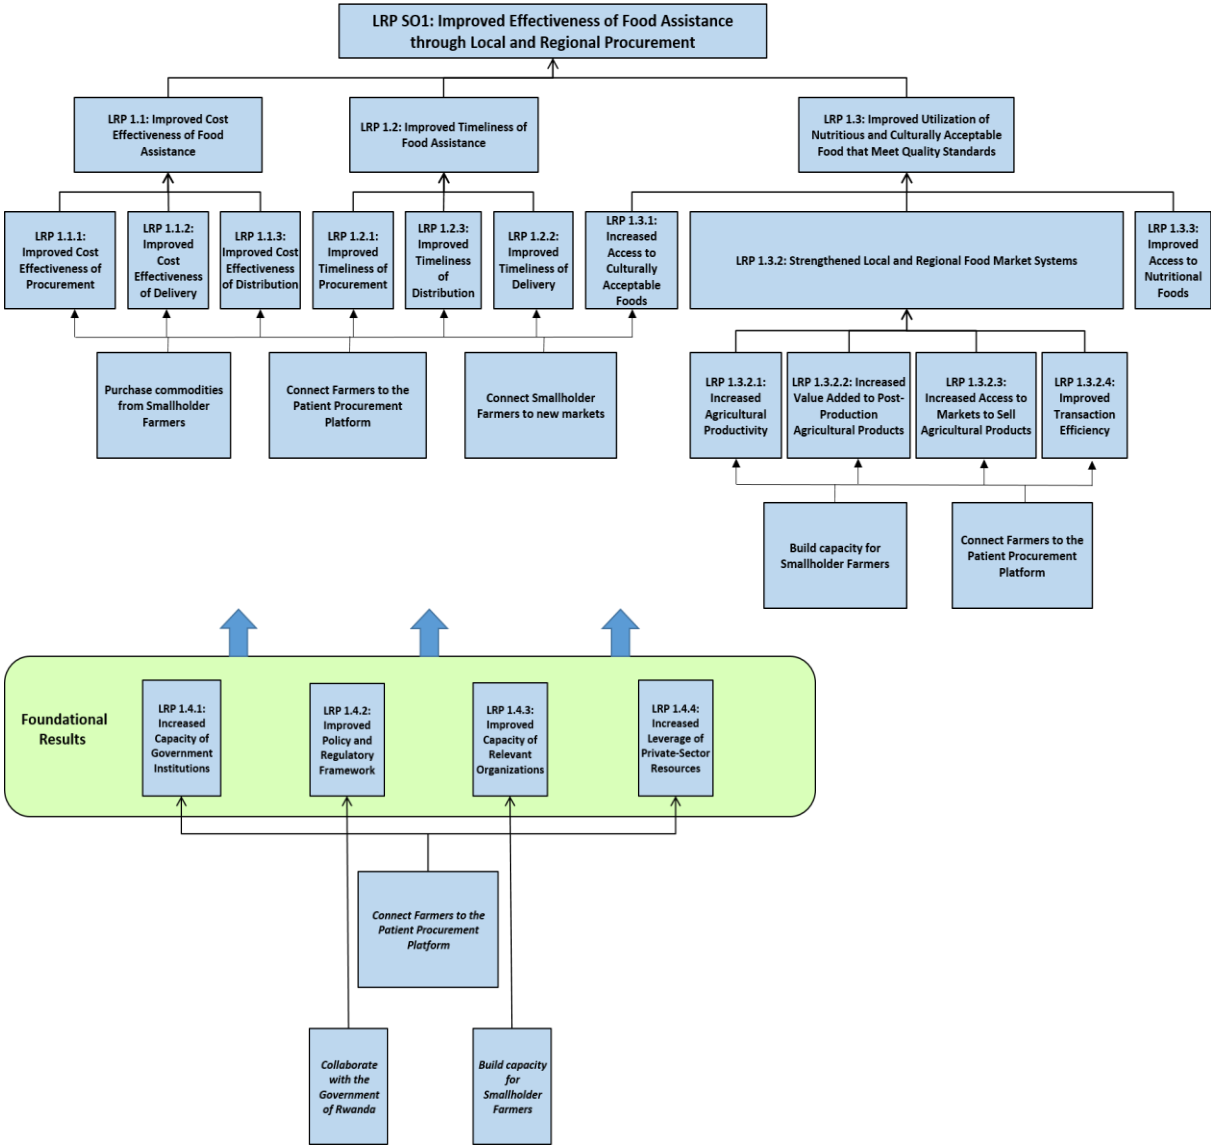 LRP SO1: Improved Effectiveness of Food Assistance
through Local and Regional Procurement
LRP 1.1: Improved Cost
Effectiveness of Food
Assistance
LRP 1.2: Improved Timeliness of
Food Assistance
LRP 1.3: Improved Utilization of
Nutritious and Culturally Acceptable
Food that Meet Quality Standards
LRP 1.1.1:
Improved Cost
Effectiveness of
Procurement
LRP 1.1.2:
Improved
Cost
Effectiveness
of Delivery
LRP 1.1.3:
Improved Cost
Effectiveness
of Distribution
LRP 1.2.1:
Improved
Timeliness of
Procurement
LRP 1.2.3:
Improved
Timeliness
of
Distribution
LRP 1.2.2:
Improved
Timeliness of
Delivery
LRP 1.3.1:
Increased
Access to
Culturally
Acceptable
Foods
LRP 1.3.2: Strengthened Local and Regional Food Market Systems
LRP 1.3.3:
Improved
Access to
Nutritional
Foods
Purchase commodities
from Smallholder
Farmers
Connect Farmers to the
Patient Procurement
Platform
Connect Smallholder
Farmers to new markets
LRP 1.3.2.1:
Increased
Agricultural
Productivity
LRP 1.3.2.2: Increased
Value Added to Post-
Production
Agricultural Products
LRP 1.3.2.3:
Increased Access to
Markets to Sell
Agricultural Products
LRP 1.3.2.4:
Improved
Transaction
Efficiency
Build capacity for
Smallholder Farmers
Connect Farmers to the
Patient Procurement
Platform
Foundational
Results
LRP 1.4.1:
Increased
Capacity of
Government
Institutions
LRP 1.4.2:
Improved
Policy and
Regulatory
Framework
LRP 1.4.3:
Improved
Capacity of
Relevant
Organizations
LRP 1.4.4:
Increased
Leverage of
Private-Sector
Resources
Connect Farmers to the
Patient Procurement
Platform
Collaborate
with the
Government
of Rwanda
Build capacity
for
Smallholder
Farmers